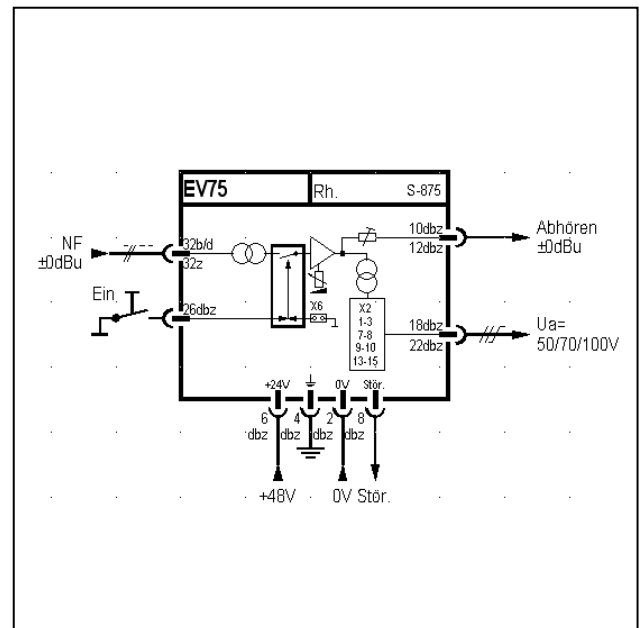 EV75 Rh. S-875
NF
±0dBu
32b/d
32z
10dbz
12dbz
Abhören
±0dBu
Ein
26dbz
X6
X2
1-3
7-8
9-10
13-15
18dbz
22dbz
Ua=
50/70/100V
+24V 0V Stör.
6 4 2 8
dbz dbz dbz dbz
+48V 0V Stör.